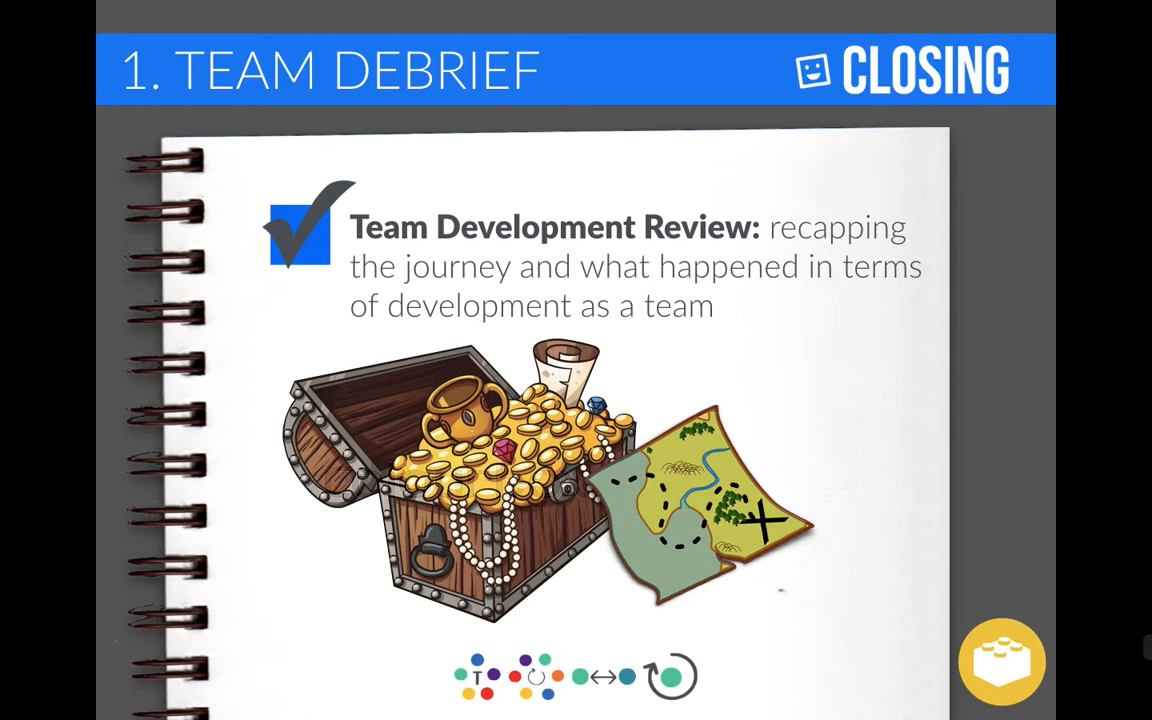 1. TEAM DEBRIEF
CLOSING
Team Development Review: recapping
the journey and what happened in terms
of development as a team
T